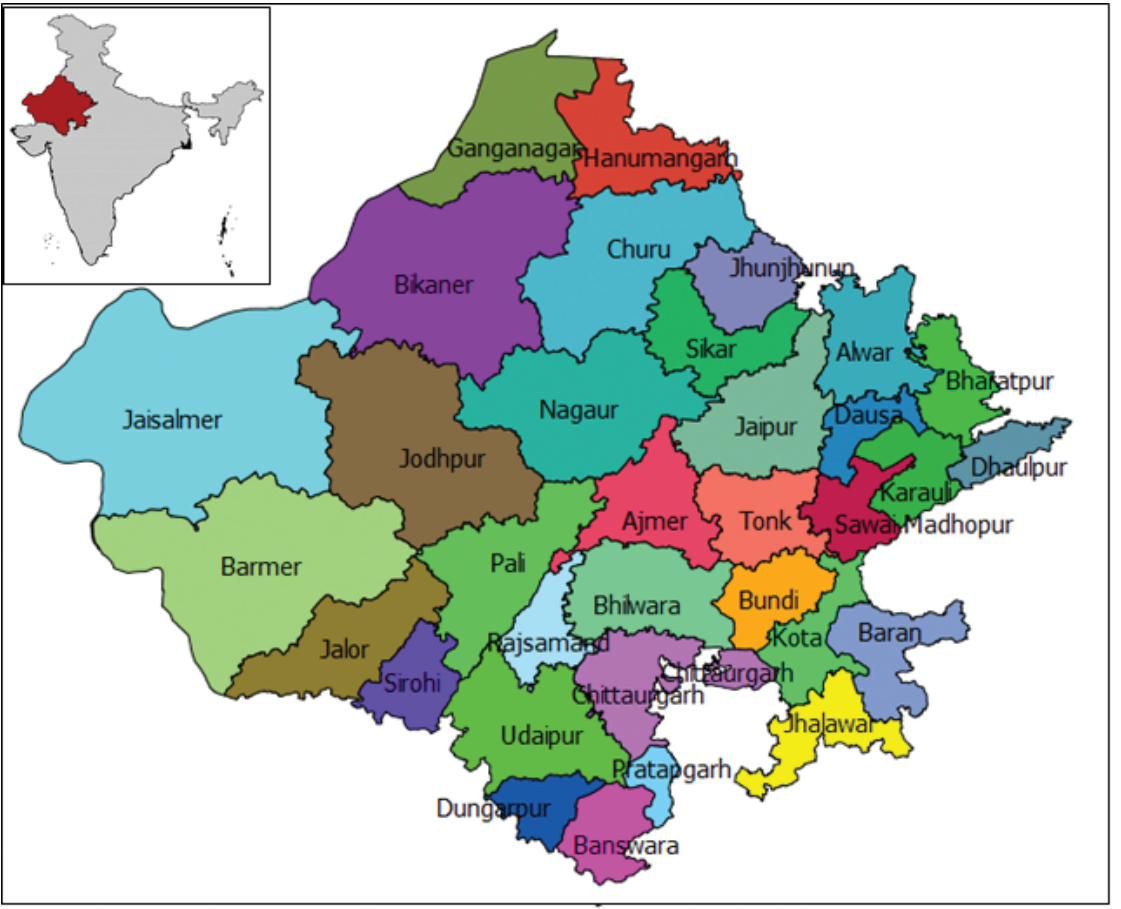 Ganganagar
Hanumangarh
Churu
Jhunjhunun
Bikaner
Sikar
Alwar
Bharatpur
Jaisalmer
Nagaur
Jaipur
Dausa
Jodhpur
Dhaulpur
Karauli
Ajmer
Tonk
Sawai Madhopur
Barmer
Pali
Bhilwara
Bundi
Kota
Baran
Rajsamand
Jalor
Chittaurgarh
Sirohi
Chittaurgarh
Jhalawar
Udaipur
Pratapgarh
Dungarpur
Banswara